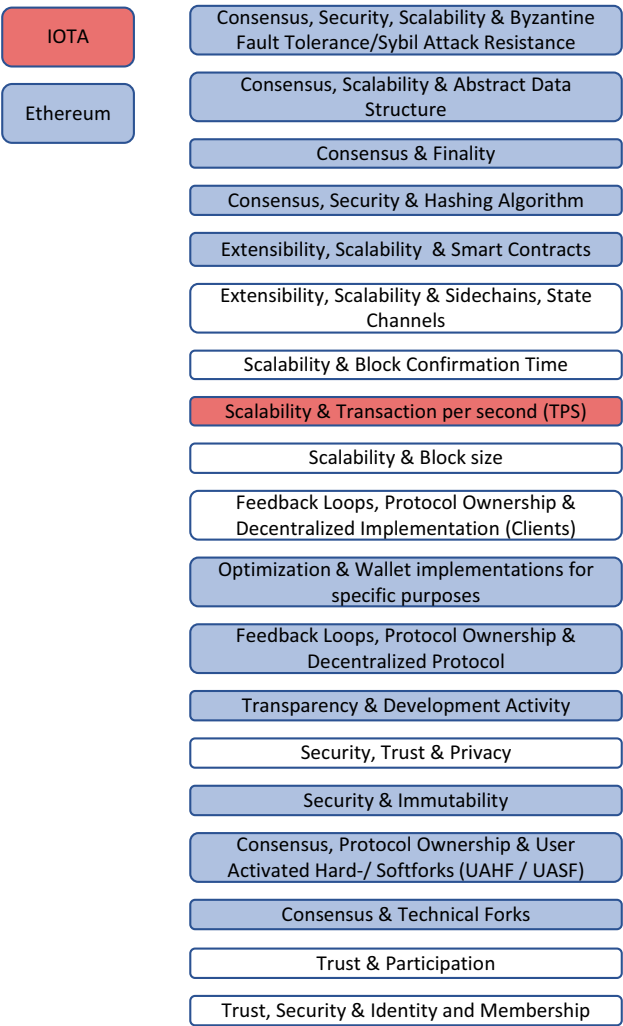 IOTA
Ethereum
Consensus, Security, Scalability & Byzantine
Fault Tolerance/Sybil Attack Resistance
Consensus, Scalability & Abstract Data
Structure
Consensus & Finality
Consensus, Security & Hashing Algorithm
Extensibility, Scalability & Smart Contracts
Extensibility, Scalability & Sidechains, State
Channels
Scalability & Block Confirmation Time
Scalability & Transaction per second (TPS)
Scalability & Block size
Feedback Loops, Protocol Ownership &
Decentralized Implementation (Clients)
Optimization & Wallet implementations for
specific purposes
Feedback Loops, Protocol Ownership &
Decentralized Protocol
Transparency & Development Activity
Security, Trust & Privacy
Security & Immutability
Consensus, Protocol Ownership & User
Activated Hard-/ Softforks (UAHF / UASF)
Consensus & Technical Forks
Trust & Participation
Trust, Security & Identity and Membership